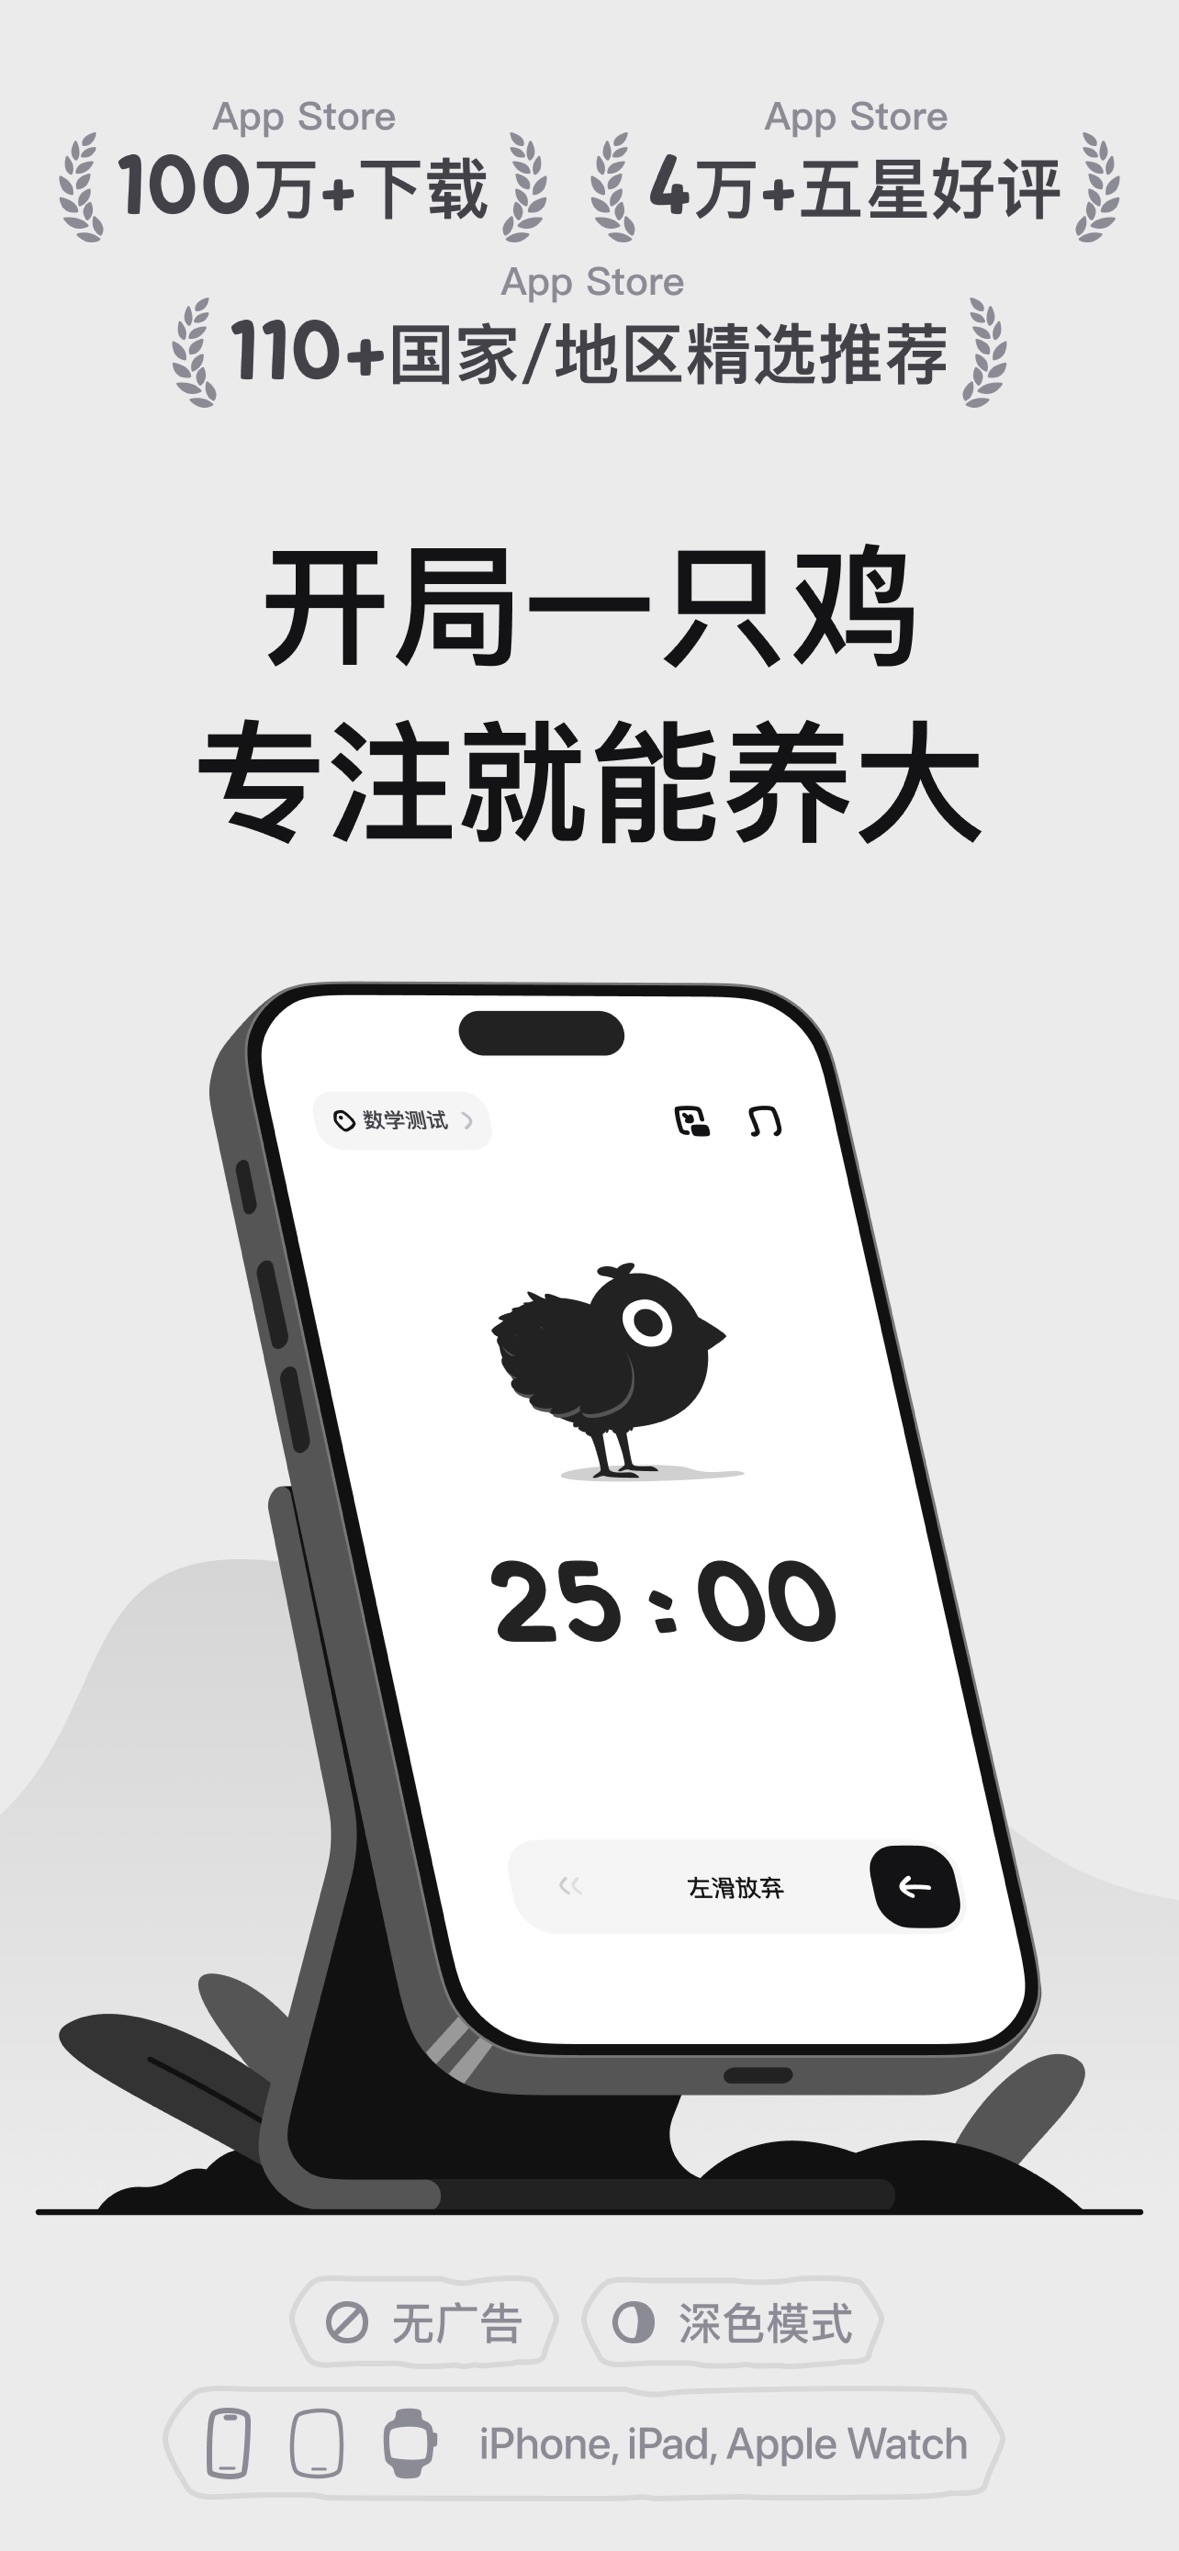 App Store
100万+下载
App Store
4万+五星好评
App Store
110+国家/地区精选推荐
开局一只鸡
专注就能养大
数学测试
25:00
左滑放弃
无广告
深色模式
iPhone, iPad, Apple Watch